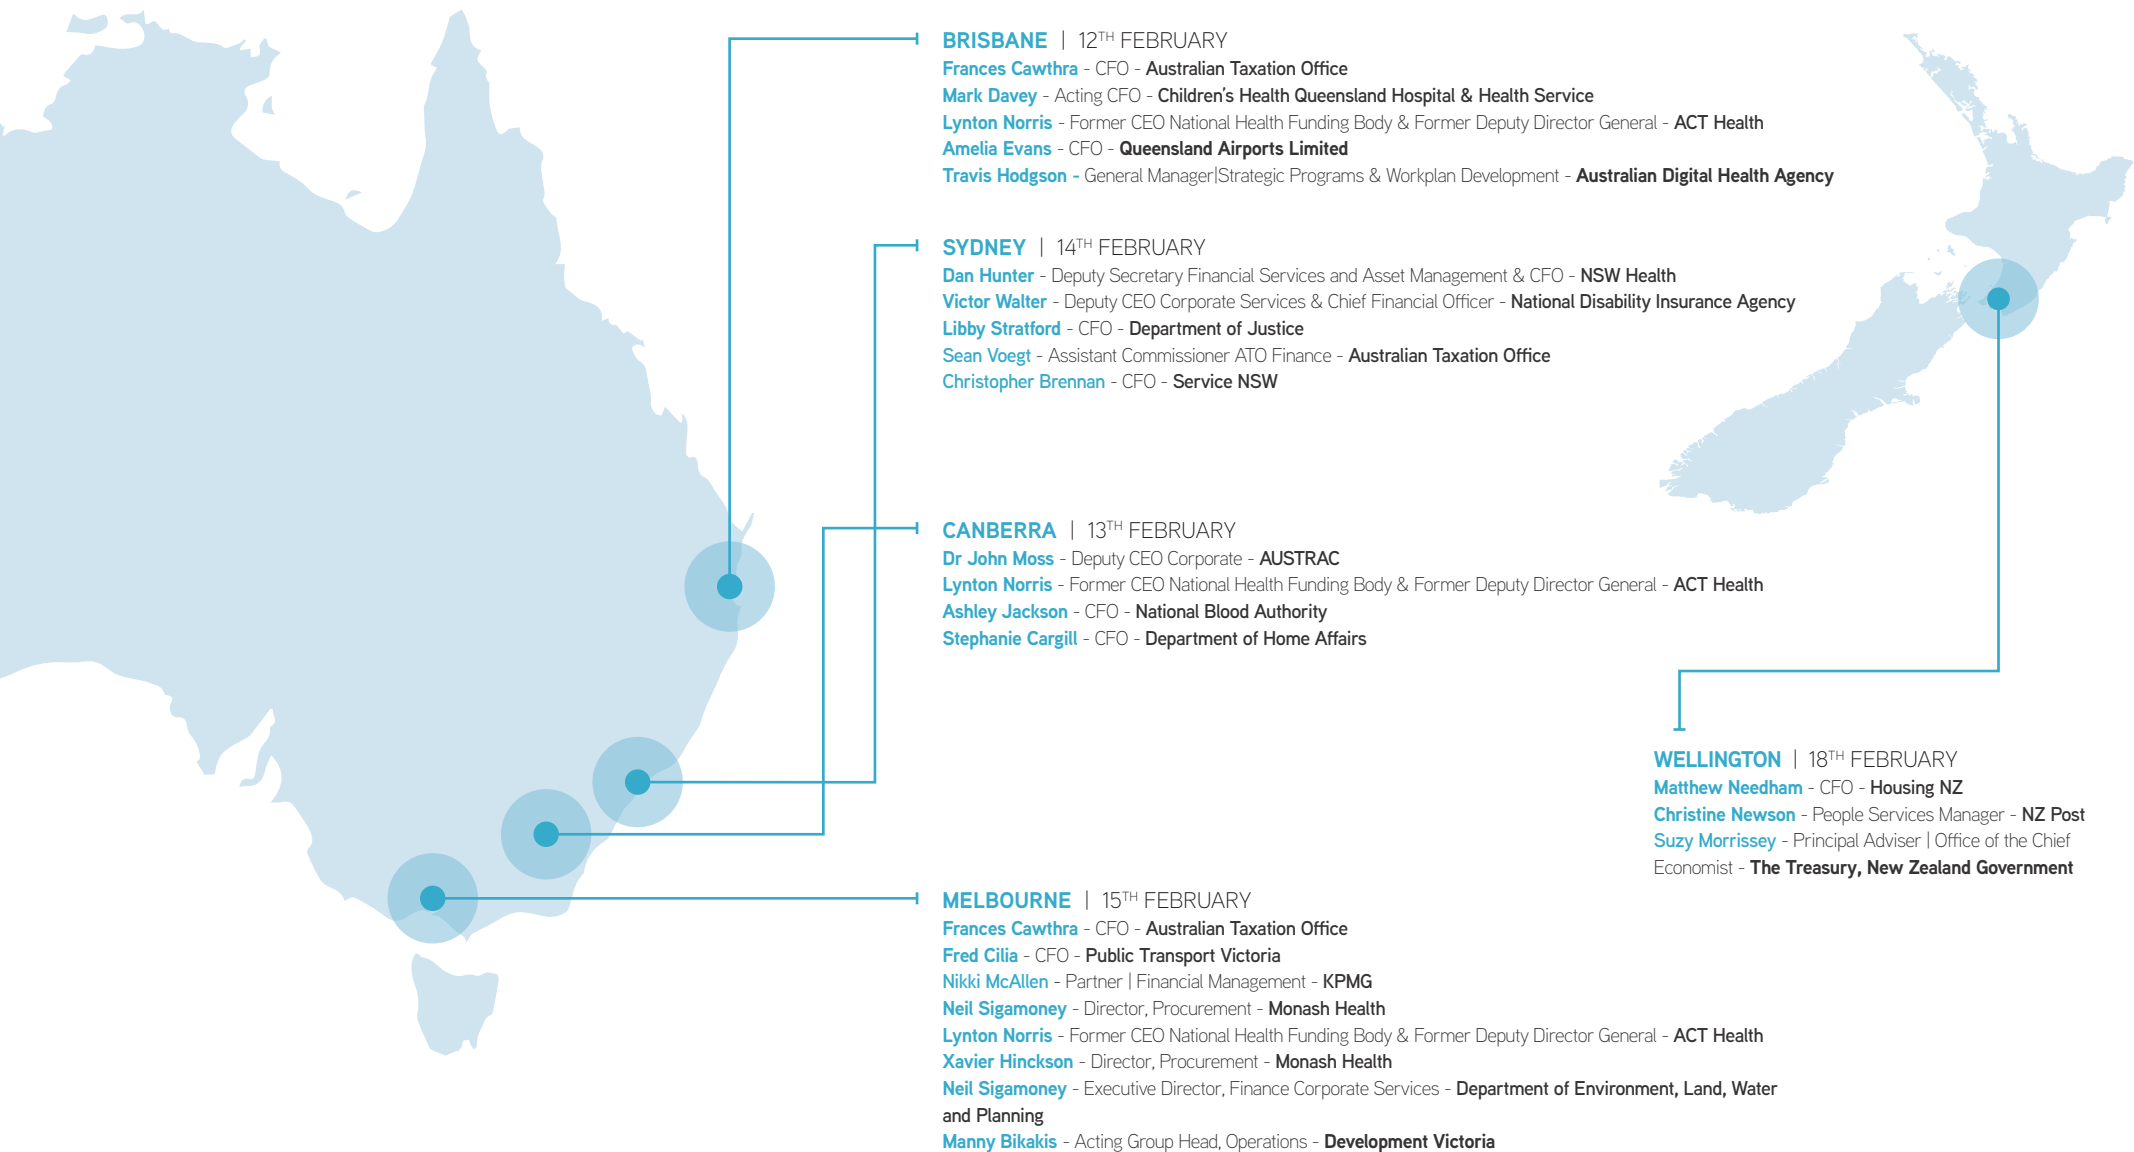 BRISBANE | 12TH FEBRUARY
Frances Cawthra - CFO - Australian Taxation Office
Mark Davey - Acting CFO - Children's Health Queensland Hospital & Health Service
Lynton Norris - Former CEO National Health Funding Body & Former Deputy Director General - ACT Health
Amelia Evans - CFO - Queensland Airports Limited
Travis Hodgson - General Manager|Strategic Programs & Workplan Development - Australian Digital Health Agency
SYDNEY | 14TH FEBRUARY
Dan Hunter - Deputy Secretary Financial Services and Asset Management & CFO - NSW Health
Victor Walter - Deputy CEO Corporate Services & Chief Financial Officer - National Disability Insurance Agency
Libby Stratford - CFO - Department of Justice
Sean Voegt - Assistant Commissioner ATO Finance - Australian Taxation Office
Christopher Brennan - CFO - Service NSW
CANBERRA | 13TH FEBRUARY
Dr John Moss - Deputy CEO Corporate - AUSTRAC
Lynton Norris - Former CEO National Health Funding Body & Former Deputy Director General - ACT Health
Ashley Jackson - CFO - National Blood Authority
Stephanie Cargill - CFO - Department of Home Affairs
WELLINGTON | 18TH FEBRUARY
Matthew Needham - CFO - Housing NZ
Christine Newson - People Services Manager - NZ Post
Suzy Morrissey - Principal Adviser | Office of the Chief
Economist - The Treasury, New Zealand Government
MELBOURNE | 15TH FEBRUARY
Frances Cawthra - CFO - Australian Taxation Office
Fred Cilia - CFO - Public Transport Victoria
Nikki McAllen - Partner | Financial Management - KPMG
Neil Sigamoney - Director, Procurement - Monash Health
Lynton Norris - Former CEO National Health Funding Body & Former Deputy Director General - ACT Health
Xavier Hinckson - Director, Procurement - Monash Health
Neil Sigamoney - Executive Director, Finance Corporate Services - Department of Environment, Land, Water
and Planning
Manny Bikakis - Acting Group Head, Operations - Development Victoria